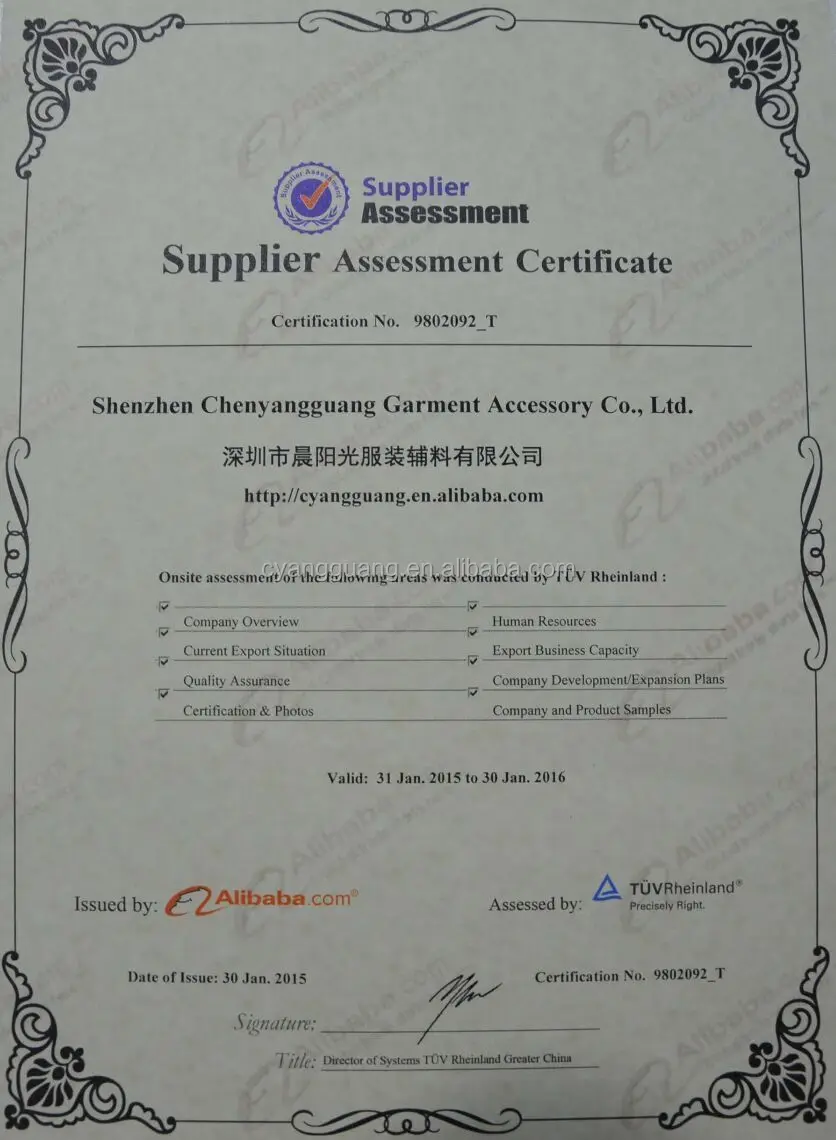 Supplier Assessment
Supplier
Assessment
Supplier Assessment Certificate
Certification No. 9802092_T
Shenzhen Chenyangguang Garment Accessory Co., Ltd.
深圳市晨阳光服装辅料有限公司
http://cyangguang.en.alibaba.com
cyangguang.en.alibaba.com
Onsite assessment of the following areas was conducted by TÜV Rheinland :
Company Overview
Human Resources
Current Export Situation
Export Business Capacity
Quality Assurance
Company Development/Expansion Plans
Certification & Photos
Company and Product Samples
Valid: 31 Jan. 2015 to 30 Jan. 2016
Issued by: Alibaba.com®
Assessed by: TÜVRheinland®
Precisely Right.
Date of Issue: 30 Jan. 2015
Certification No. 9802092_T
Signature:
Title: Director of Systems TÜV Rheinland Greater China